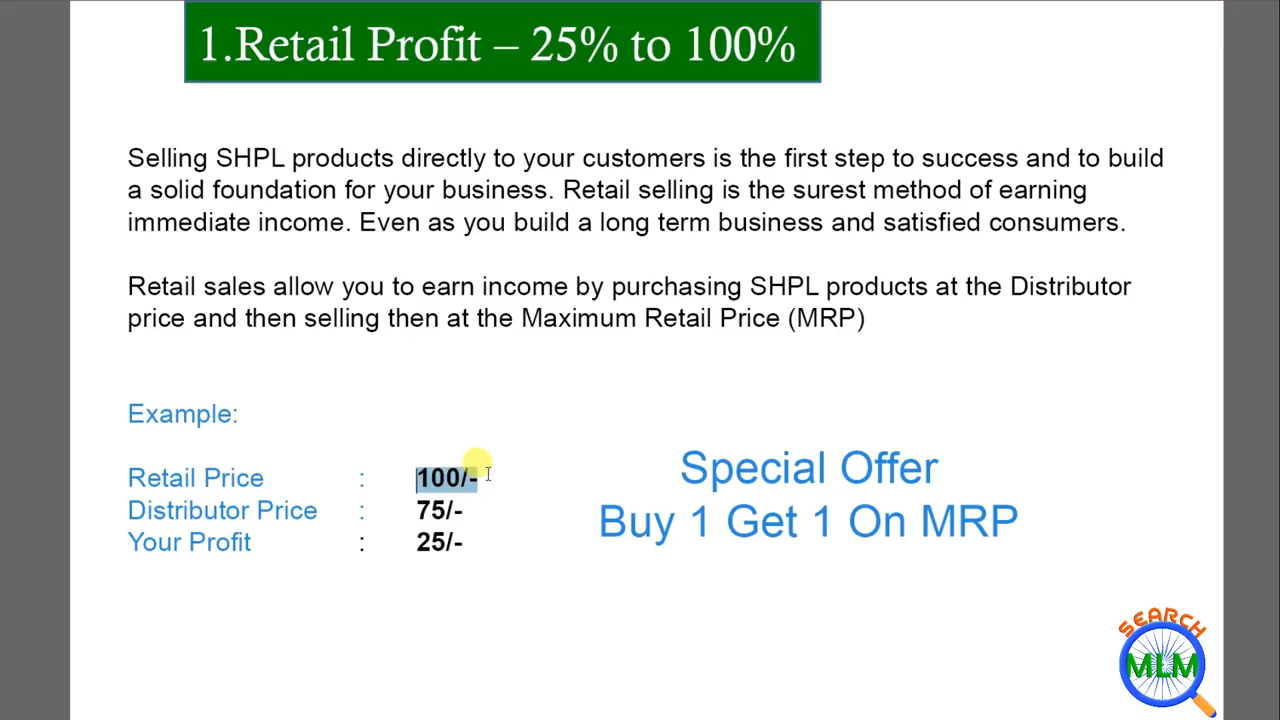 1.Retail Profit – 25% to 100%
Selling SHPL products directly to your customers is the first step to success and to build
a solid foundation for your business. Retail selling is the surest method of earning
immediate income. Even as you build a long term business and satisfied consumers.
Retail sales allow you to earn income by purchasing SHPL products at the Distributor
price and then selling then at the Maximum Retail Price (MRP)
Example:
Retail Price : 100/-
Distributor Price : 75/-
Your Profit : 25/-
Special Offer
Buy 1 Get 1 On MRP
SEARCH
MLM